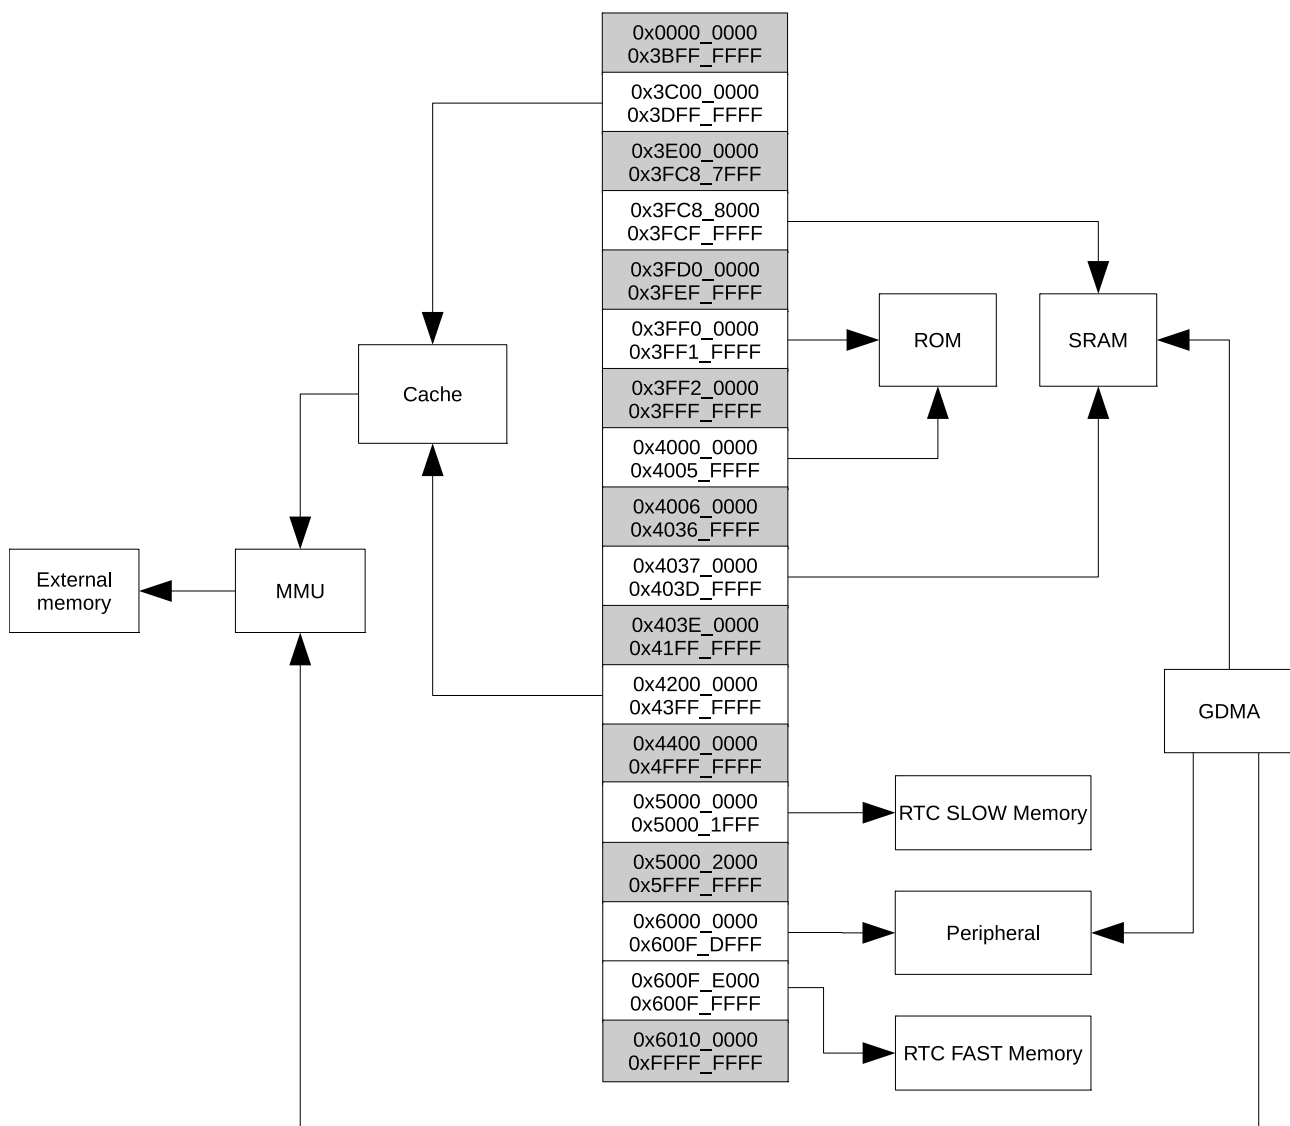 0x0000_0000
0x3BFF_FFFF
0x3C00_0000
0x3DFF_FFFF
0x3E00_0000
0x3FC8_7FFF
0x3FC8_8000
0x3FCF_FFFF
0x3FD0_0000
0x3FEF_FFFF
0x3FF0_0000
0x3FF1_FFFF
0x3FF2_0000
0x3FFF_FFFF
0x4000_0000
0x4005_FFFF
0x4006_0000
0x4036_FFFF
0x4037_0000
0x403D_FFFF
0x403E_0000
0x41FF_FFFF
0x4200_0000
0x43FF_FFFF
0x4400_0000
0x4FFF_FFFF
0x5000_0000
0x5000_1FFF
0x5000_2000
0x5FFF_FFFF
0x6000_0000
0x600F_DFFF
0x600F_E000
0x600F_FFFF
0x6010_0000
0xFFFF_FFFF
Cache
External
memory
MMU
ROM
SRAM
GDMA
RTC SLOW Memory
Peripheral
RTC FAST Memory